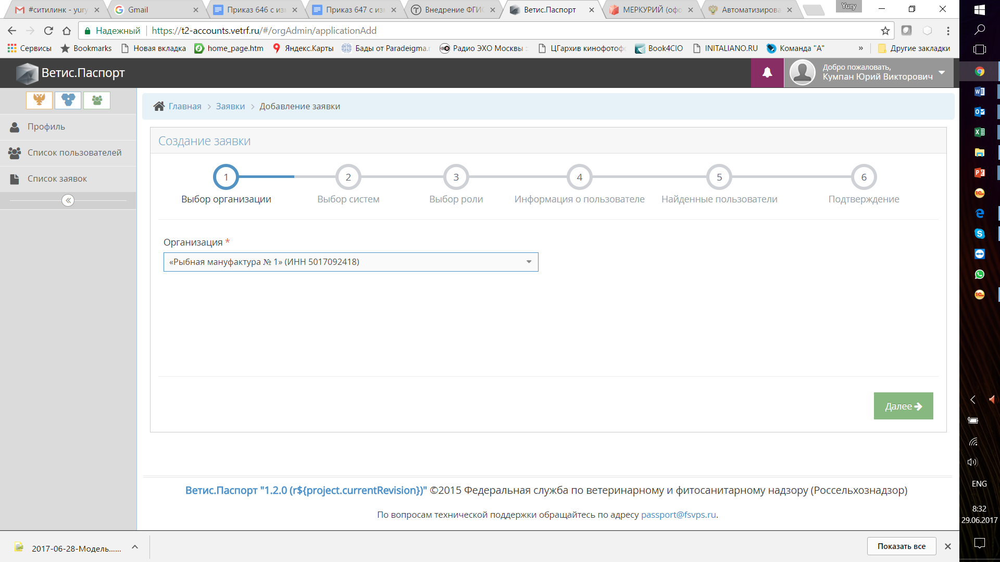 #ситилинк - yury
Gmail
Приказ 646 с из
Приказ 647 с из
Внедрение ФГИС
Ветис.Паспорт
МЕРКУРИЙ (офо
Автоматизирова
Yury
Надежный
https://t2-accounts.vetrf.ru/#/orgAdmin/applicationAdd
Сервисы
Bookmarks
Новая вкладка
home_page.htm
Яндекс.Карты
Бады от Paradeigma.r
Радио ЭХО Москвы :
ЦГархив кинофотофо
Book4CIO
INITALIANO.RU
Команда "А"
»
Другие закладки
Ветис.Паспорт
Добро пожаловать,
Кумпан Юрий Викторович
Главная > Заявки > Добавление заявки
Профиль
Список пользователей
Список заявок
Создание заявки
1
2
3
4
5
6
Выбор организации
Выбор систем
Выбор роли
Информация о пользователе
Найденные пользователи
Подтверждение
Организация *
«Рыбная мануфактура № 1» (ИНН 5017092418)
Далее
Ветис.Паспорт "1.2.0 (r${project.currentRevision})" ©2015 Федеральная служба по ветеринарному и фитосанитарному надзору (Россельхознадзор)
По вопросам технической поддержки обращайтесь по адресу passport@fsvps.ru.
ENG
8:32
29.06.2017
2017-06-28-Модель......
Показать все